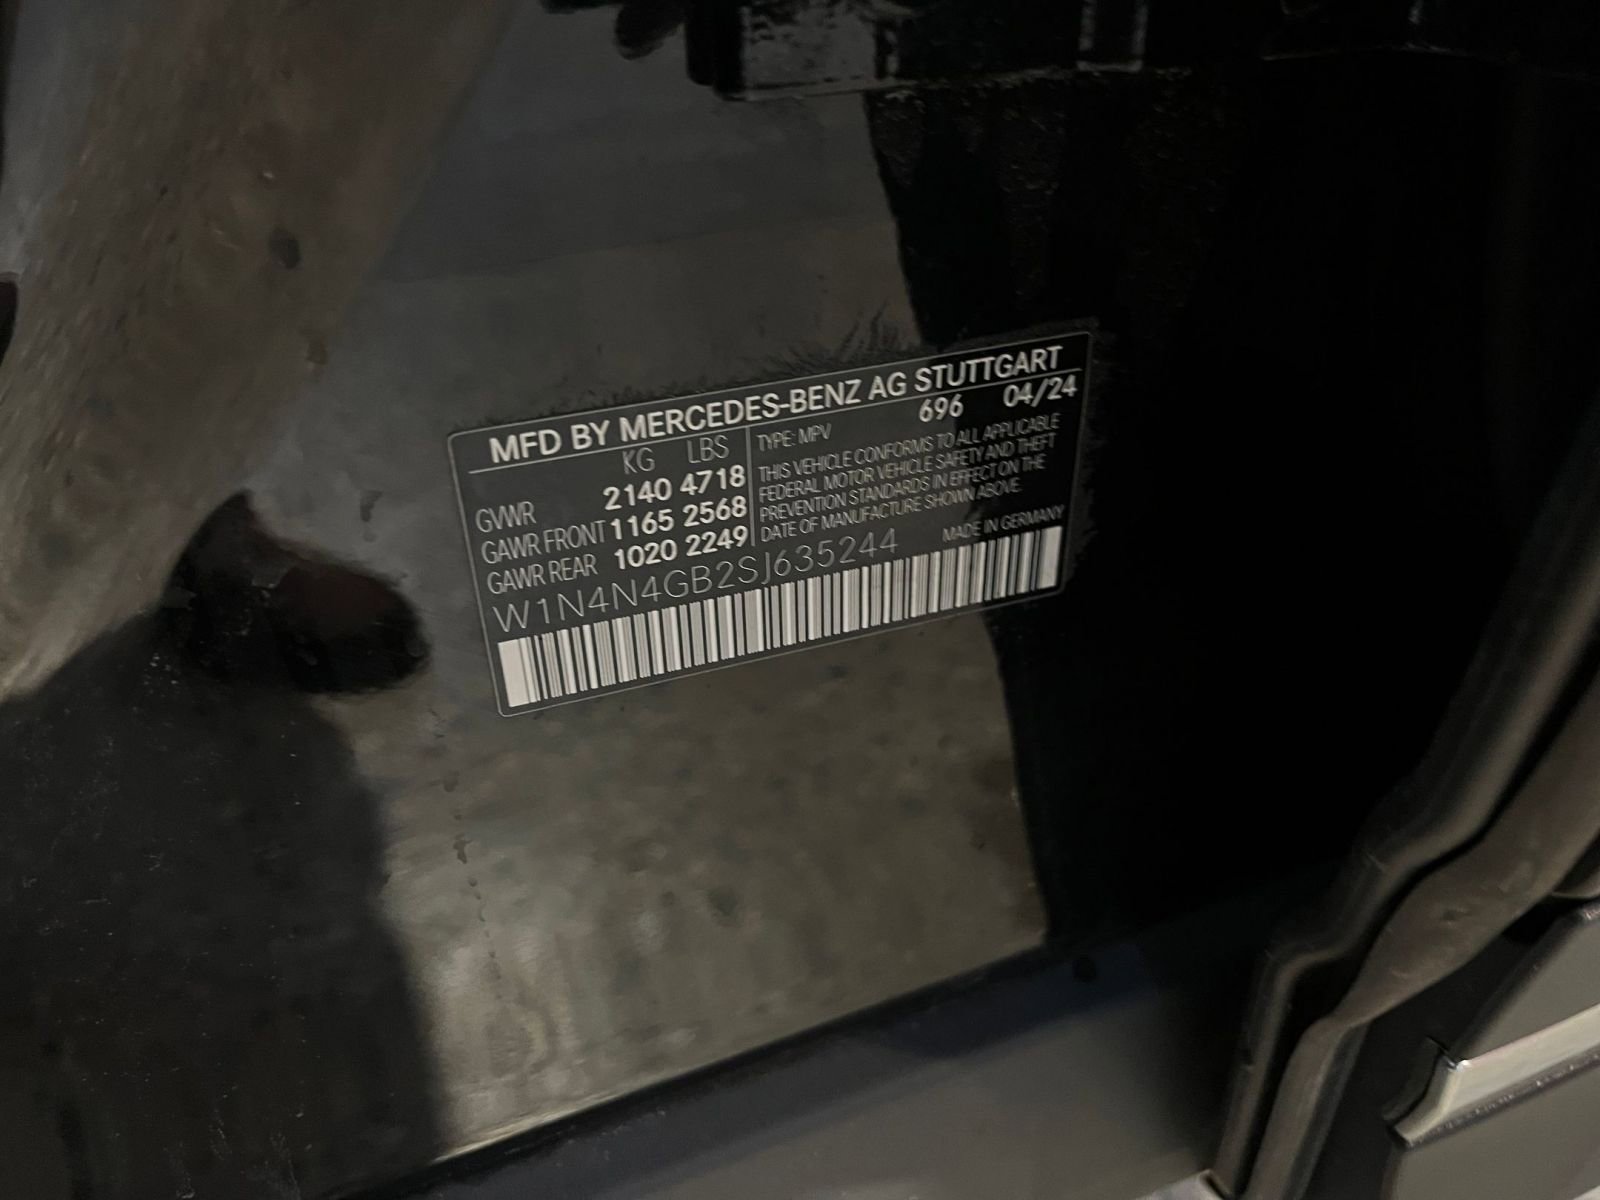 MFD BY MERCEDES-BENZ AG STUTTGART
KG LBS
GVWR 2140 4718
GAWR FRONT 1165 2568
GAWR REAR 1020 2249
TYPE: MPV 696 04/24
THIS VEHICLE CONFORMS TO ALL APPLICABLE
FEDERAL MOTOR VEHICLE SAFETY AND THEFT
PREVENTION STANDARDS IN EFFECT ON THE
DATE OF MANUFACTURE SHOWN ABOVE.
W1N4N4GB2SJ635244
MADE IN GERMANY